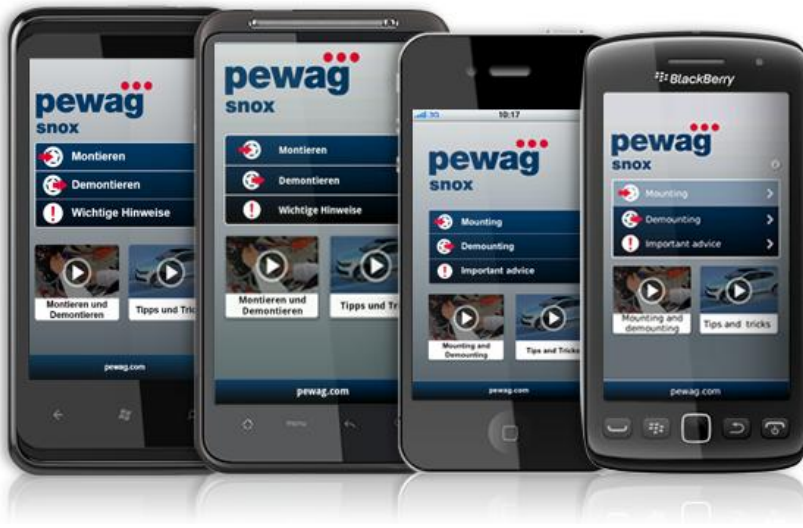 pewag
snox
Montieren
Demontieren
Wichtige Hinweise
Montieren und
Demontieren
Tipps und Tric
pewag.com
pewag
snox
Montieren
Demontieren
Wichtige Hinweise
Montieren und
Demontieren
Tipps und Tri
pewag.com
menu
3G
10:17
pewag
snox
Mounting
Demounting
Important advice
Mounting and
Demounting
Tips and Tricks
pewag.com
BlackBerry
pewag
snox
Mounting
Demounting
Important advice
Mounting and
demounting
Tips and tricks
pewag.com